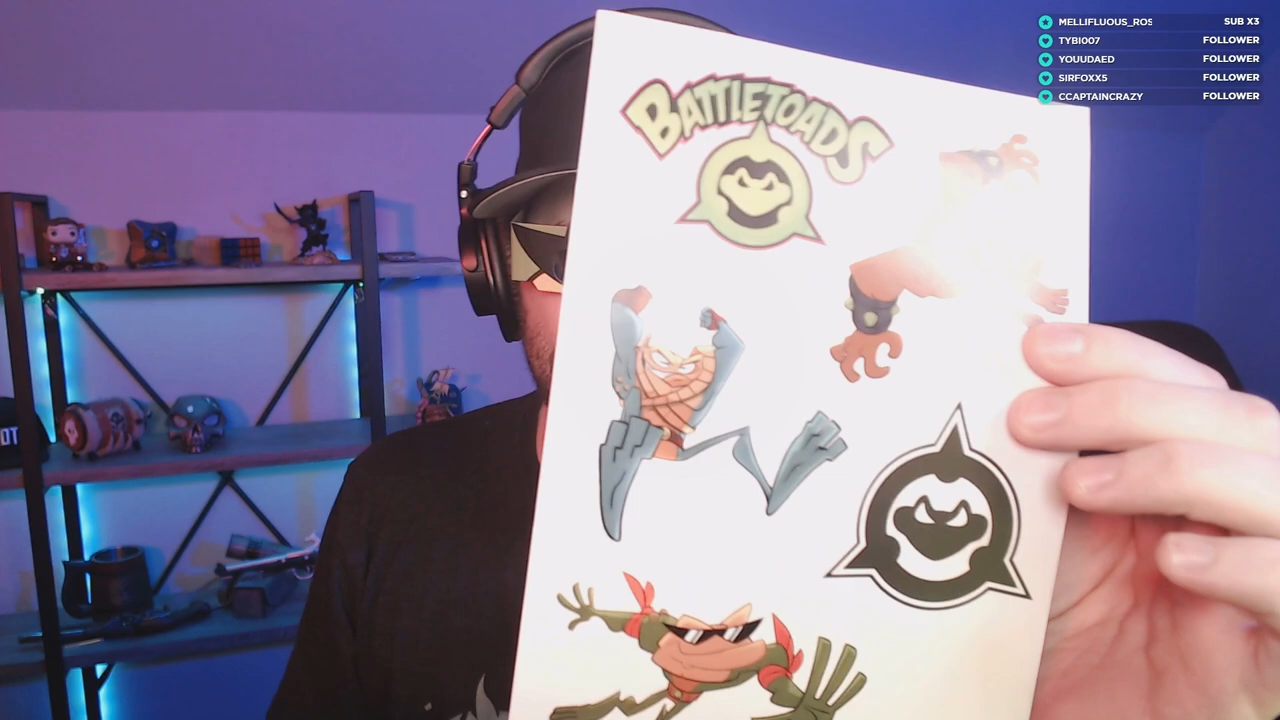 MELLIFLUOUS_ROS SUB X3
TYBI007 FOLLOWER
YOUUDAED FOLLOWER
SIRFOXX5 FOLLOWER
CCAPTAINCRAZY FOLLOWER
BATTLETOADS